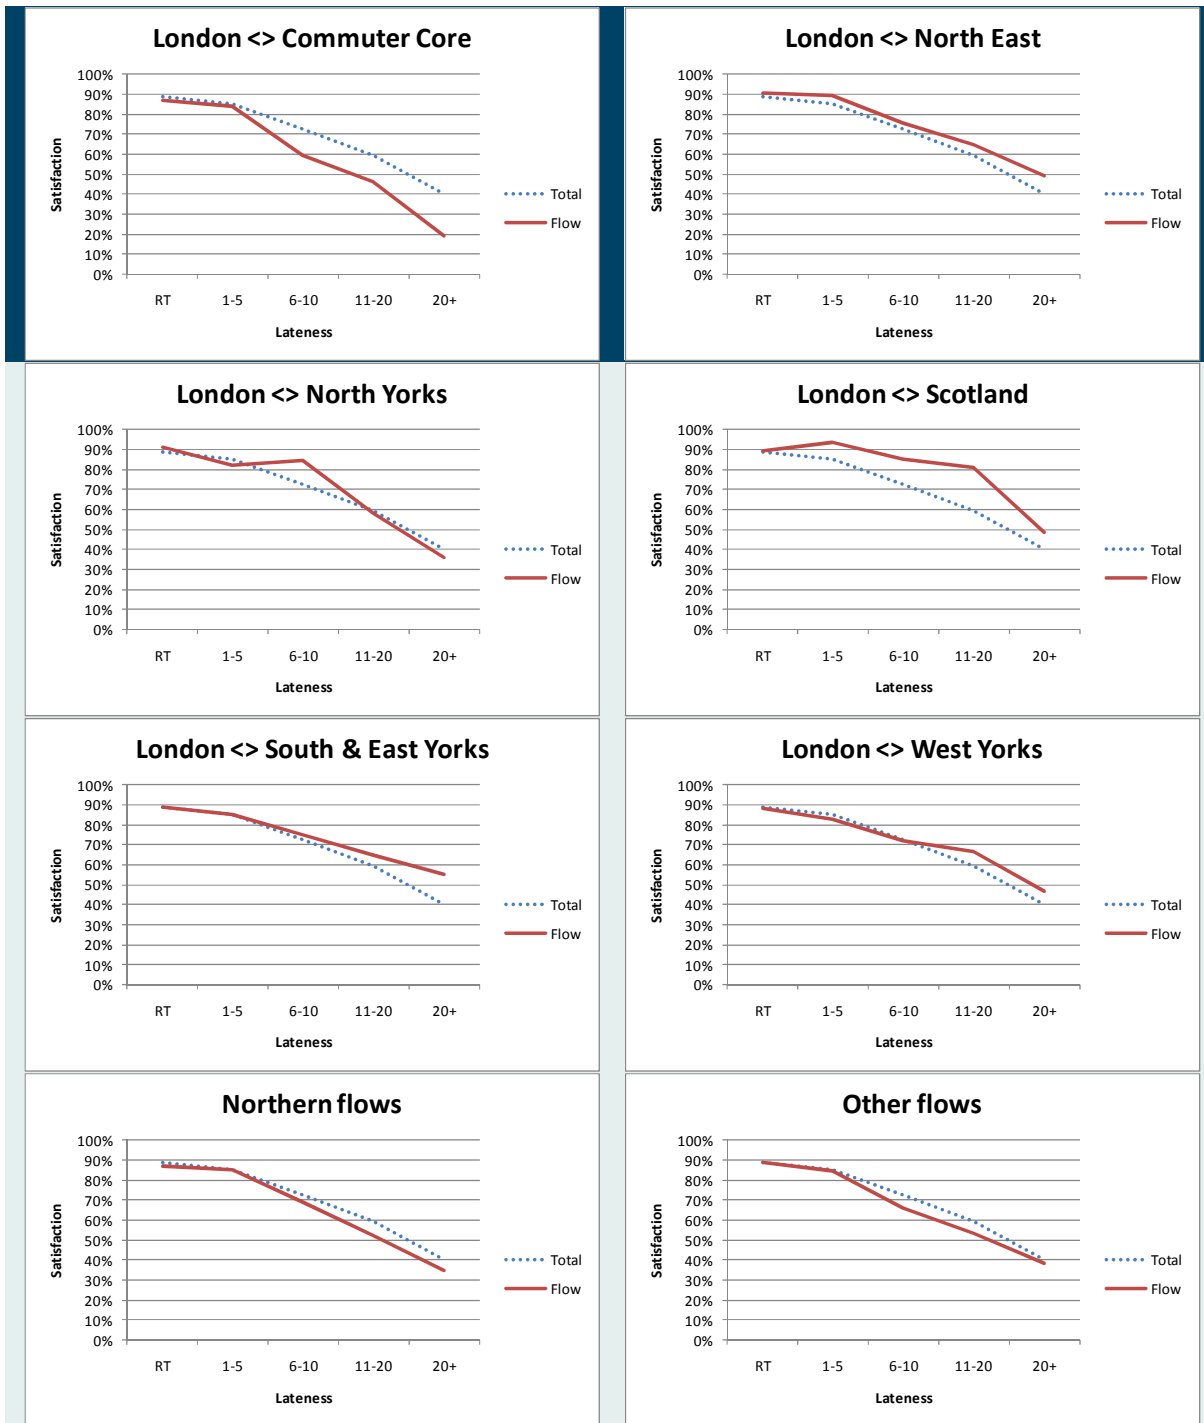 London <> Commuter Core
100%
90%
80%
70%
60%
50%
40%
30%
20%
10%
0%
Satisfaction
RT 1-5 6-10 11-20 20+
Lateness
Total
Flow
London <> North East
100%
90%
80%
70%
60%
50%
40%
30%
20%
10%
0%
Satisfaction
RT 1-5 6-10 11-20 20+
Lateness
Total
Flow
London <> North Yorks
100%
90%
80%
70%
60%
50%
40%
30%
20%
10%
0%
Satisfaction
RT 1-5 6-10 11-20 20+
Lateness
Total
Flow
London <> Scotland
100%
90%
80%
70%
60%
50%
40%
30%
20%
10%
0%
Satisfaction
RT 1-5 6-10 11-20 20+
Lateness
Total
Flow
London <> South & East Yorks
100%
90%
80%
70%
60%
50%
40%
30%
20%
10%
0%
Satisfaction
RT 1-5 6-10 11-20 20+
Lateness
Total
Flow
London <> West Yorks
100%
90%
80%
70%
60%
50%
40%
30%
20%
10%
0%
Satisfaction
RT 1-5 6-10 11-20 20+
Lateness
Total
Flow
Northern flows
100%
90%
80%
70%
60%
50%
40%
30%
20%
10%
0%
Satisfaction
RT 1-5 6-10 11-20 20+
Lateness
Total
Flow
Other flows
100%
90%
80%
70%
60%
50%
40%
30%
20%
10%
0%
Satisfaction
RT 1-5 6-10 11-20 20+
Lateness
Total
Flow